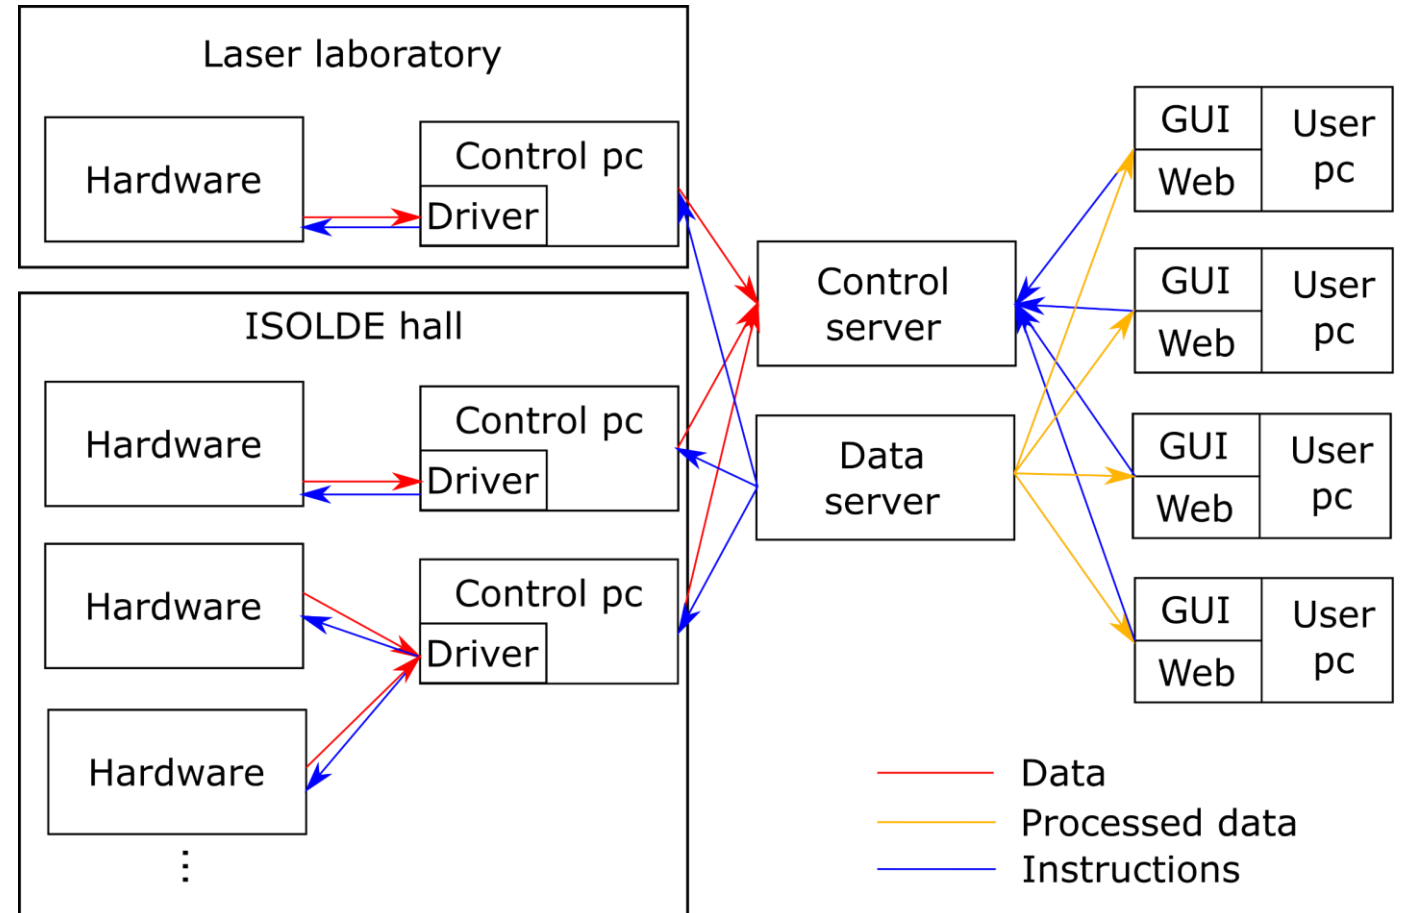 Laser laboratory
Hardware
Control pc
Driver
ISOLDE hall
Hardware
Control pc
Driver
Hardware
Control pc
Driver
Hardware
⋮
Control
server
Data
server
GUI
Web
User
pc
GUI
Web
User
pc
GUI
Web
User
pc
GUI
Web
User
pc
Data
Processed data
Instructions